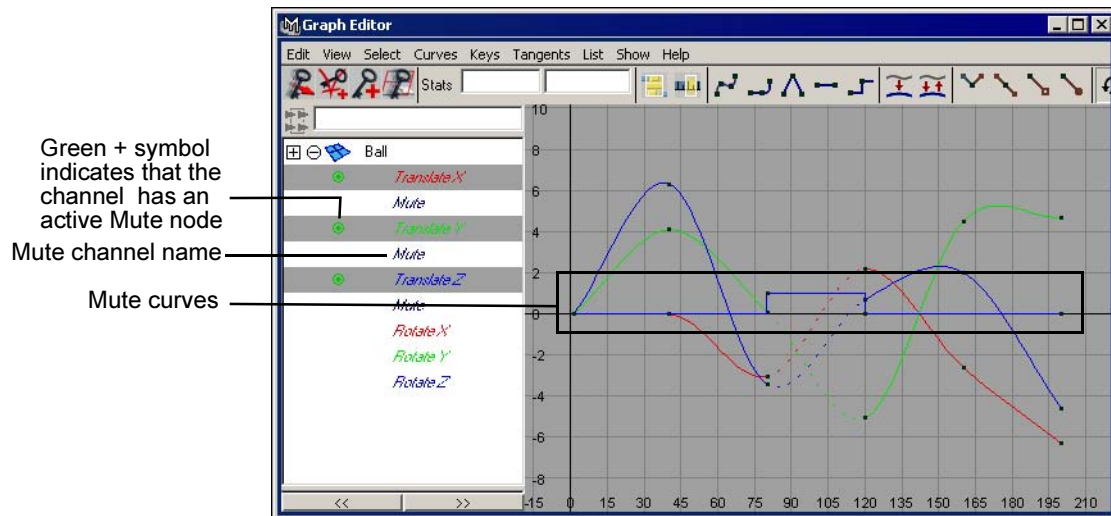 Graph Editor
Edit View Select Curves Keys Tangents List Show Help
Stats
Ball
Translate X
Mute
Translate Y
Mute
Translate Z
Mute
Rotate X
Rotate Y
Rotate Z
<< >>
Green + symbol
indicates that the
channel has an
active Mute node
Mute channel name
Mute curves
10
8
6
4
2
0
-2
-4
-6
-8
-15 0 15 30 45 60 75 90 105 120 135 150 165 180 195 210